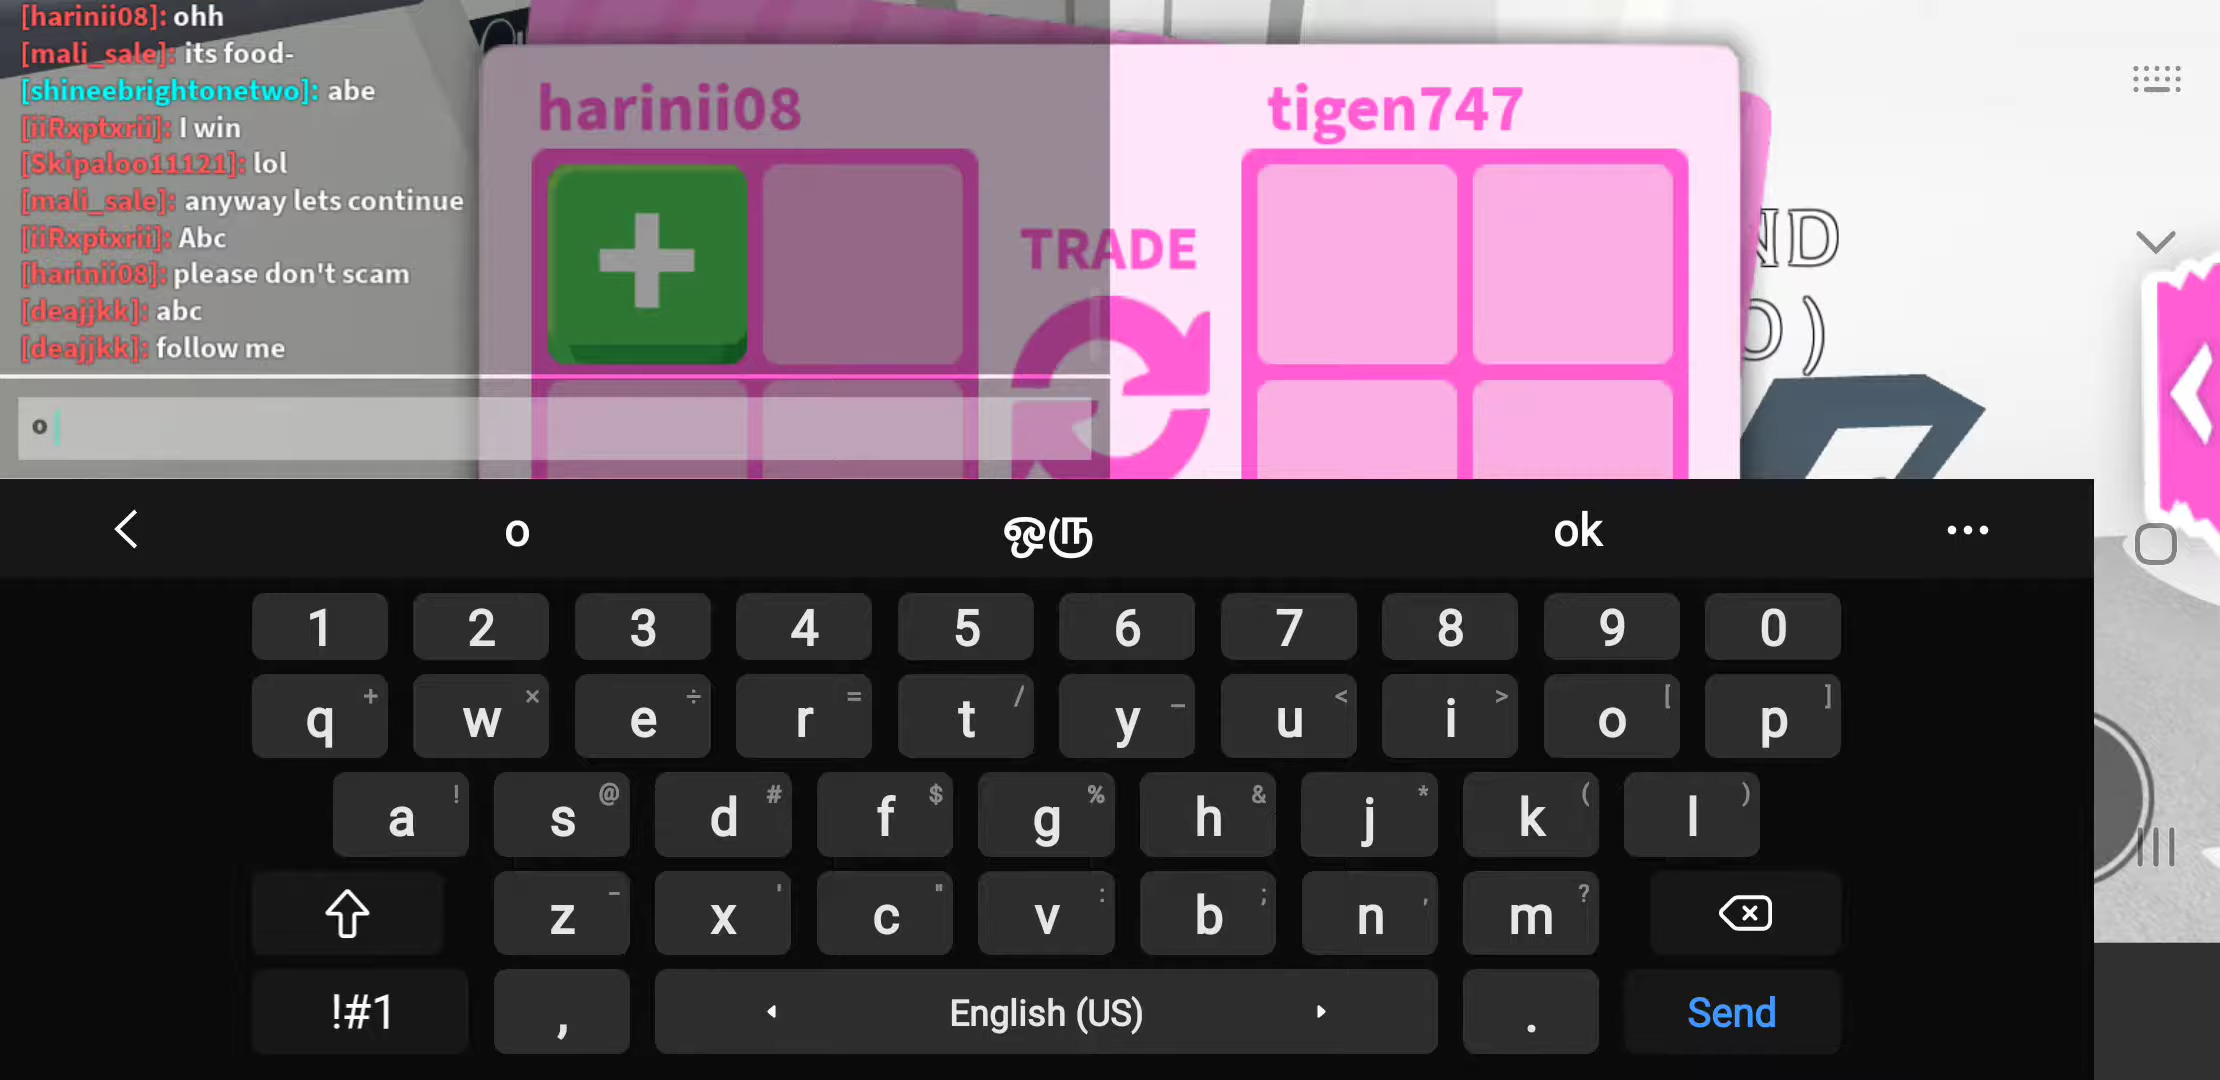 [harinii08]: ohh
[mali_sale]: its food-
[shineebrightonetwo]: abe
[iiRxptxrii]: I win
[Skipaloo11121]: lol
[mali_sale]: anyway lets continue
[iiRxptxrii]: Abc
[harinii08]: please don't scam
[deajjkk]: abc
[deajjkk]: follow me
o
harinii08
TRADE
tigen747
ND
O)
o ஒரு ok ...
1 2 3 4 5 6 7 8 9 0
q + w × e ÷ r = t / y _ u < i > o [ p ]
a ! s @ d # f $ g % h & j * k ( l )
z - x ' c " v : b ; n , m ?
!#1 , English (US) . Send